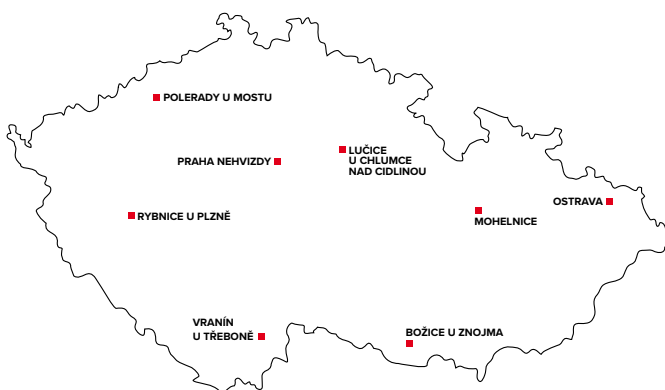 POLERADY U MOSTU
LUČICE
U CHLUMCE
NAD CIDLINOU
PRAHA NEHVIZDY
OSTRAVA
RYBNICE U PLZNĚ
MOHELNICE
VRANÍN
U TŘEBONĚ
BOŽICE U ZNOJMA